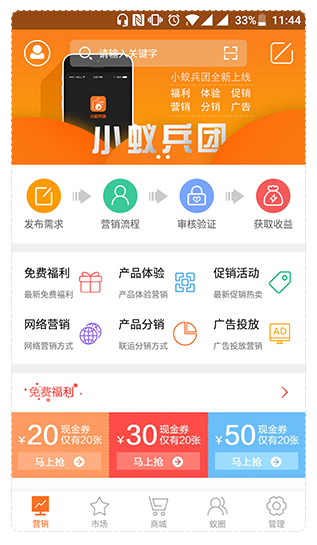 33% 11:44
请输入关键字
小蚁兵团全新上线
福利 体验 促销
营销 分销 广告
小蚁兵团
小蚁兵团
发布需求 营销流程 审核验证 获取收益
免费福利 产品体验 促销活动
最新免费福利 产品体验营销 最新促销热卖
网络营销 产品分销 广告投放
AD
网络营销方式 联运分销方式 广告投放营销
免费福利
¥20 现金券 仅有20张 ¥30 现金券 仅有20张 ¥50 现金券 仅有20张
马上抢 马上抢 马上抢
营销 市场 商城 蚁圈 管理